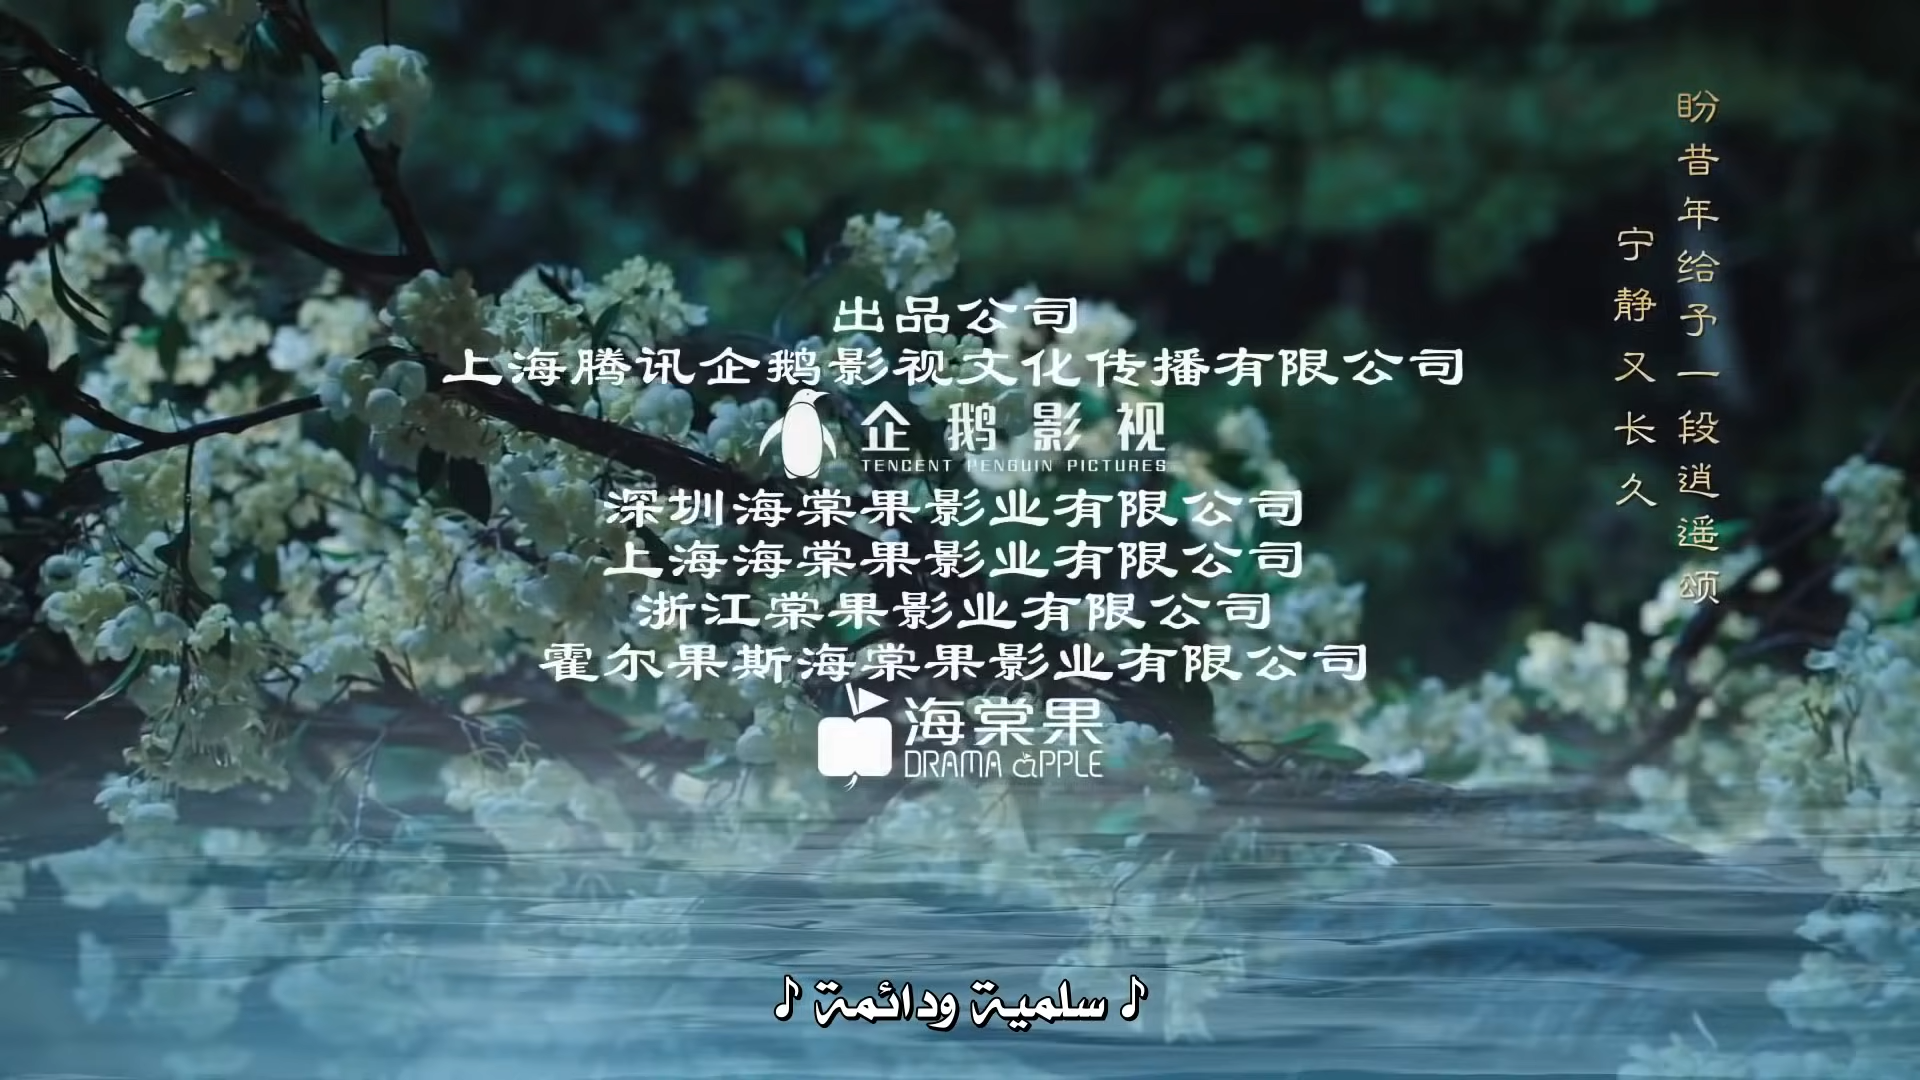 盼昔年给予一段逍遥颂
宁静又长久
出品公司
上海腾讯企鹅影视文化传播有限公司
企鹅影视
TENCENT PENGUIN PICTURES
深圳海棠果影业有限公司
上海海棠果影业有限公司
浙江棠果影业有限公司
霍尔果斯海棠果影业有限公司
海棠果
DRAMA APPLE
♪ سلمية ودائمة ♪